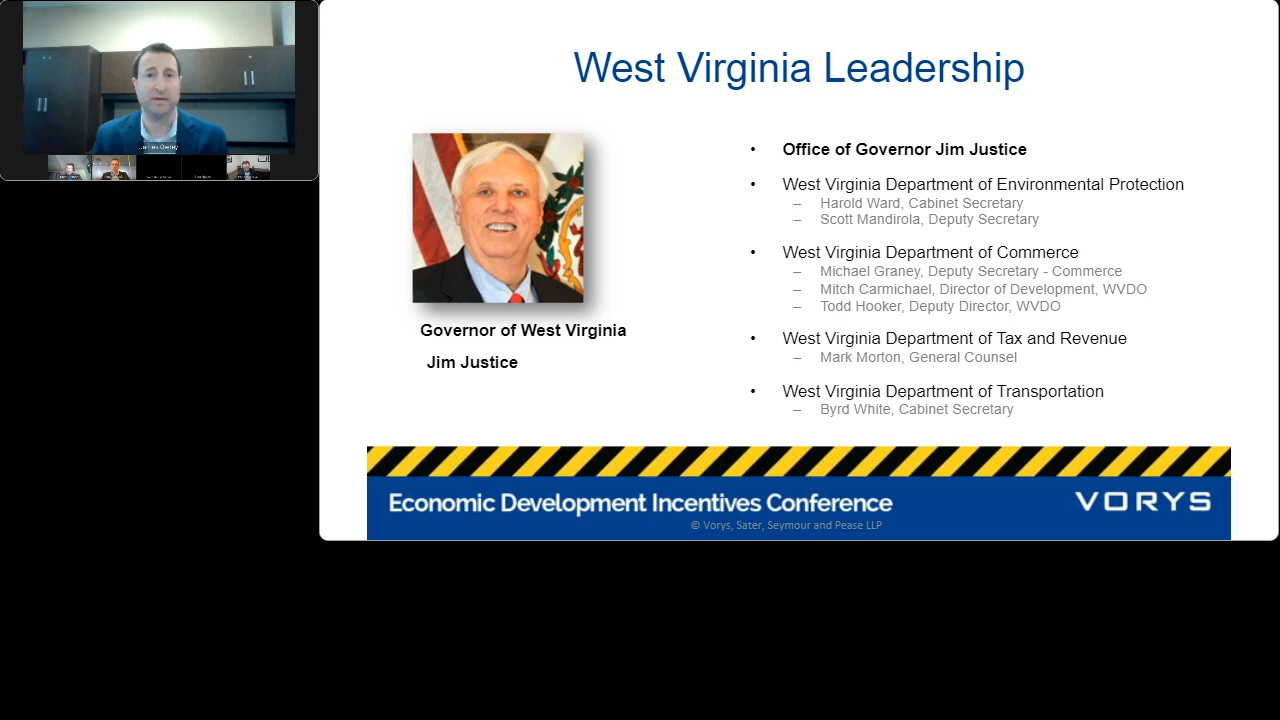 James Owrey
West Virginia Leadership
Governor of West Virginia
Jim Justice
• Office of Governor Jim Justice
• West Virginia Department of Environmental Protection
– Harold Ward, Cabinet Secretary
– Scott Mandirola, Deputy Secretary
• West Virginia Department of Commerce
– Michael Graney, Deputy Secretary - Commerce
– Mitch Carmichael, Director of Development, WVDO
– Todd Hooker, Deputy Director, WVDO
• West Virginia Department of Tax and Revenue
– Mark Morton, General Counsel
• West Virginia Department of Transportation
– Byrd White, Cabinet Secretary
Economic Development Incentives Conference
VORYS
© Vorys, Sater, Seymour and Pease LLP